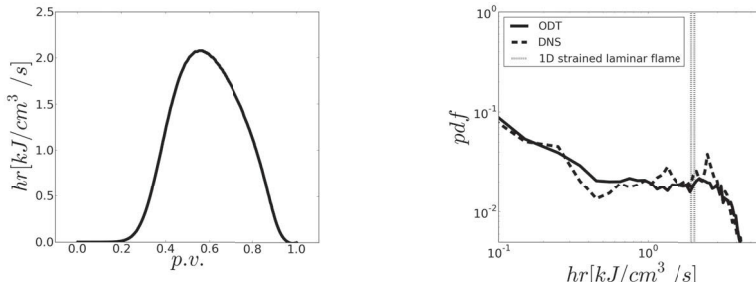 2.5
2.0
1.5
1.0
0.5
0.0
hr[kJ/cm³ /s]
0.0 0.2 0.4 0.6 0.8 1.0
p.v.
ODT
DNS
1D strained laminar flame
10⁰
10⁻¹
10⁻²
pdf
10⁻¹ 10⁰
hr[kJ/cm³ /s]